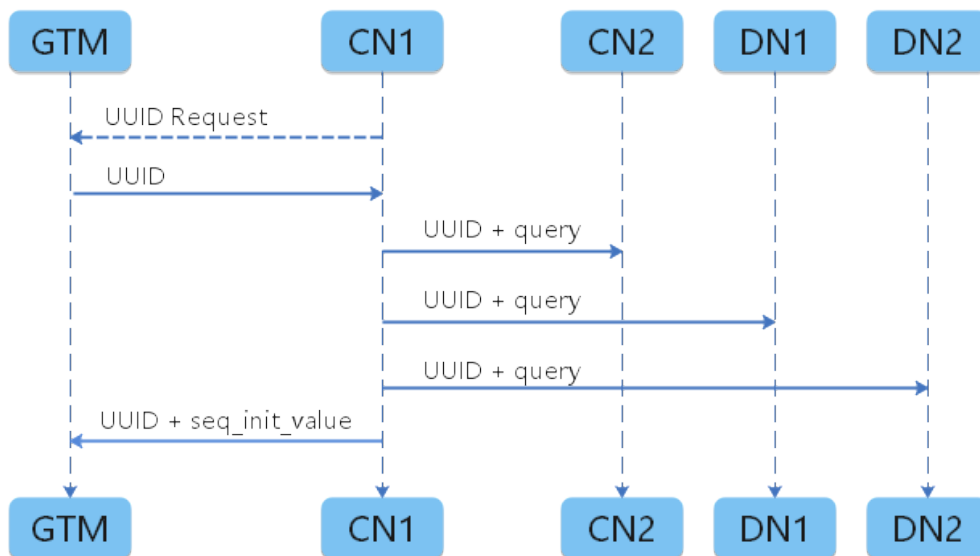 GTM CN1 CN2 DN1 DN2
UUID Request
UUID
UUID + query
UUID + query
UUID + query
UUID + seq_init_value
GTM CN1 CN2 DN1 DN2